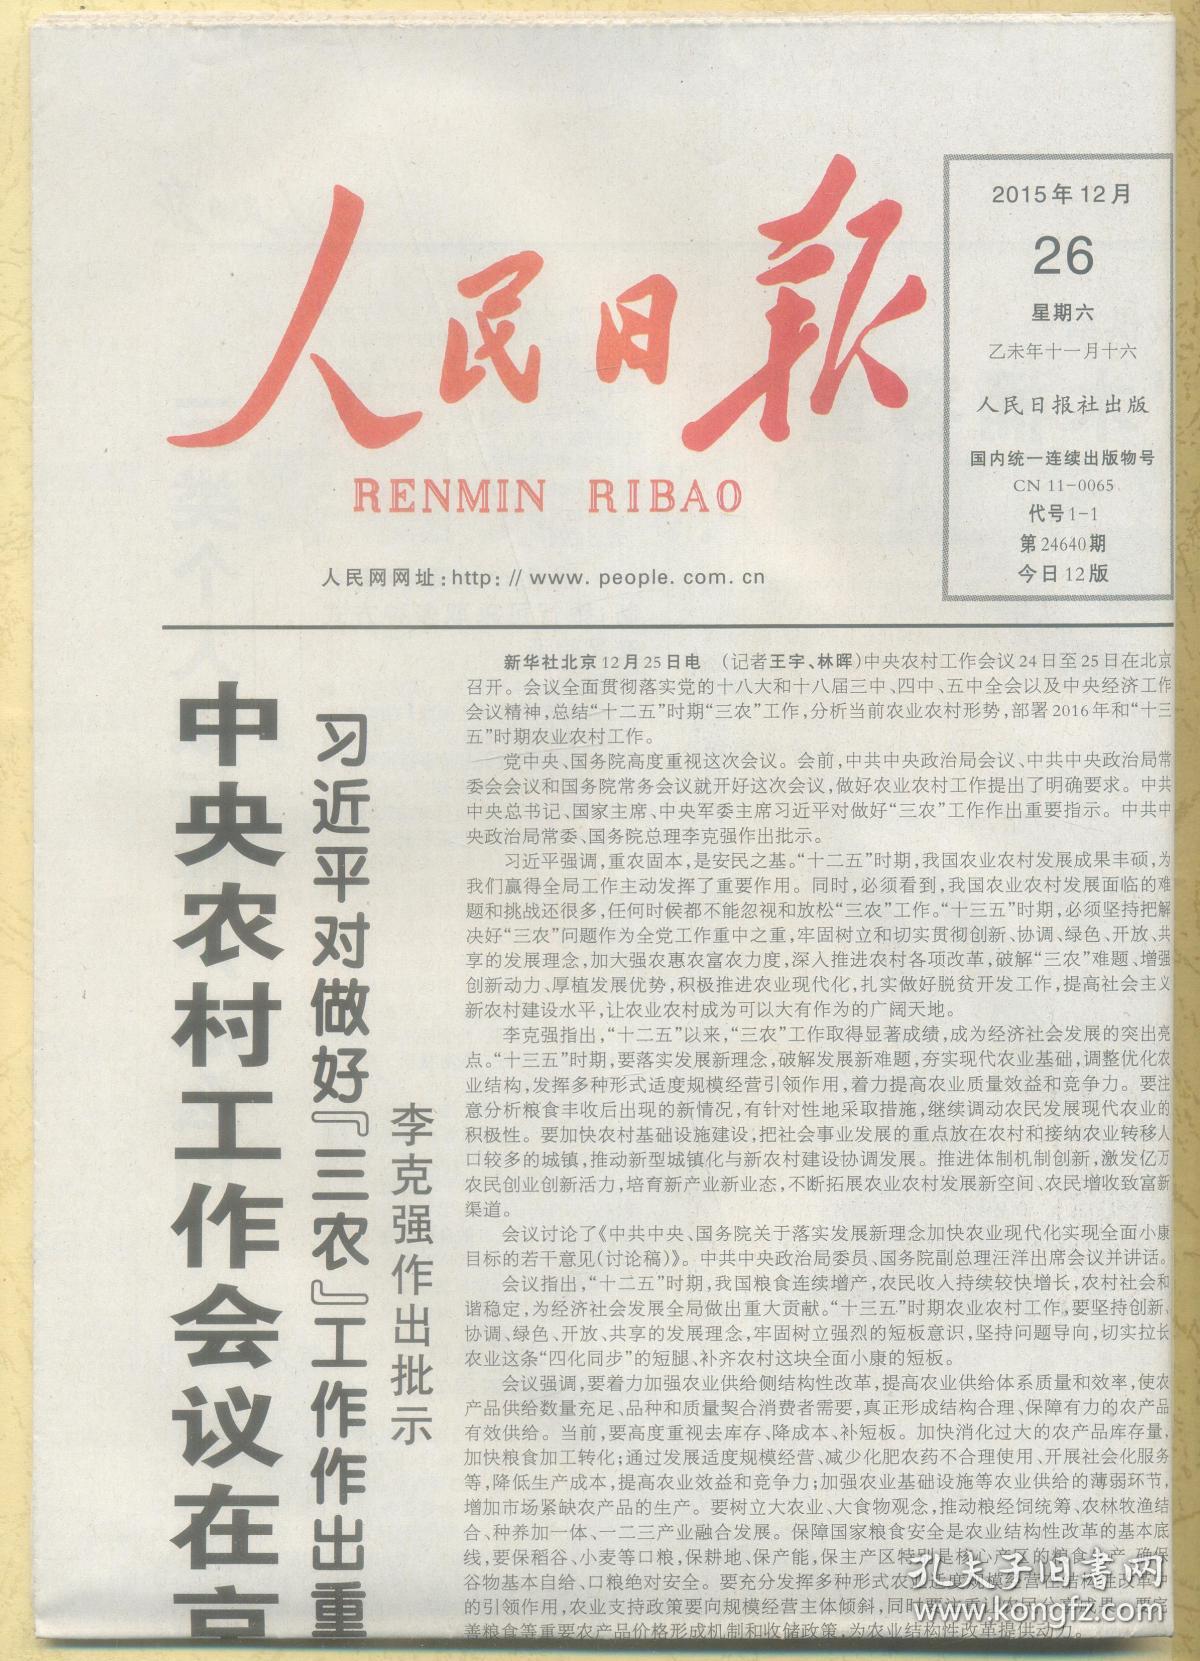 人民日报
RENMIN RIBAO
人民网网址:http://www.people.com.cn
2015年12月
26
星期六
乙未年十一月十六
人民日报社出版
国内统一连续出版物号
CN 11-0065
代号1-1
第24640期
今日12版
中央农村工作会议在京
习近平对做好『三农』工作作出重
李克强作出批示
新华社北京12月25日电 (记者王宇、林晖)中央农村工作会议24日至25日在北京
召开。会议全面贯彻落实党的十八大和十八届三中、四中、五中全会以及中央经济工作
会议精神,总结“十二五”时期“三农”工作,分析当前农业农村形势,部署2016年和“十三
五”时期农业农村工作。
党中央、国务院高度重视这次会议。会前,中共中央政治局会议、中共中央政治局常
委会会议和国务院常务会议就开好这次会议,做好农业农村工作提出了明确要求。中共
中央总书记、国家主席、中央军委主席习近平对做好“三农”工作作出重要指示。中共中
央政治局常委、国务院总理李克强作出批示。
习近平强调,重农固本,是安民之基。“十二五”时期,我国农业农村发展成果丰硕,为
我们赢得全局工作主动发挥了重要作用。同时,必须看到,我国农业农村发展面临的难
题和挑战还很多,任何时候都不能忽视和放松“三农”工作。“十三五”时期,必须坚持把解
决好“三农”问题作为全党工作重中之重,牢固树立和切实贯彻创新、协调、绿色、开放、共
享的发展理念,加大强农惠农富农力度,深入推进农村各项改革,破解“三农”难题、增强
创新动力、厚植发展优势,积极推进农业现代化,扎实做好脱贫开发工作,提高社会主义
新农村建设水平,让农业农村成为可以大有作为的广阔天地。
李克强指出,“十二五”以来,“三农”工作取得显著成绩,成为经济社会发展的突出亮
点。“十三五”时期,要落实发展新理念,破解发展新难题,夯实现代农业基础,调整优化农
业结构,发挥多种形式适度规模经营引领作用,着力提高农业质量效益和竞争力。要注
意分析粮食丰收后出现的新情况,有针对性地采取措施,继续调动农民发展现代农业的
积极性。要加快农村基础设施建设,把社会事业发展的重点放在农村和接纳农业转移人
口较多的城镇,推动新型城镇化与新农村建设协调发展。推进体制机制创新,激发亿万
农民创业创新活力,培育新产业新业态,不断拓展农业农村发展新空间、农民增收致富新
渠道。
会议讨论了《中共中央、国务院关于落实发展新理念加快农业现代化实现全面小康
目标的若干意见(讨论稿)》。中共中央政治局委员、国务院副总理汪洋出席会议并讲话。
会议指出,“十二五”时期,我国粮食连续增产,农民收入持续较快增长,农村社会和
谐稳定,为经济社会发展全局做出重大贡献。“十三五”时期农业农村工作,要坚持创新、
协调、绿色、开放、共享的发展理念,牢固树立强烈的短板意识,坚持问题导向,切实拉长
农业这条“四化同步”的短腿、补齐农村这块全面小康的短板。
会议强调,要着力加强农业供给侧结构性改革,提高农业供给体系质量和效率,使农
产品供给数量充足、品种和质量契合消费者需要,真正形成结构合理、保障有力的农产品
有效供给。当前,要高度重视去库存、降成本、补短板。加快消化过大的农产品库存量,
加快粮食加工转化;通过发展适度规模经营、减少化肥农药不合理使用、开展社会化服务
等,降低生产成本,提高农业效益和竞争力;加强农业基础设施等农业供给的薄弱环节,
增加市场紧缺农产品的生产。要树立大农业、大食物观念,推动粮经饲统筹、农林牧渔结
合、种养加一体、一二三产业融合发展。保障国家粮食安全是农业结构性改革的基本底
线,要保稻谷、小麦等口粮,保耕地、保产能,保主产区特别是核心产区的粮食生产,确保
谷物基本自给、口粮绝对安全。要充分发挥多种形式农业适度规模经营在结构性改革中
的引领作用,农业支持政策要向规模经营主体倾斜,同时要注重让农民分享成果。要完
善粮食等重要农产品价格形成机制和收储政策,为农业结构性改革提供动力。
孔夫子旧书网
www.kongfz.com